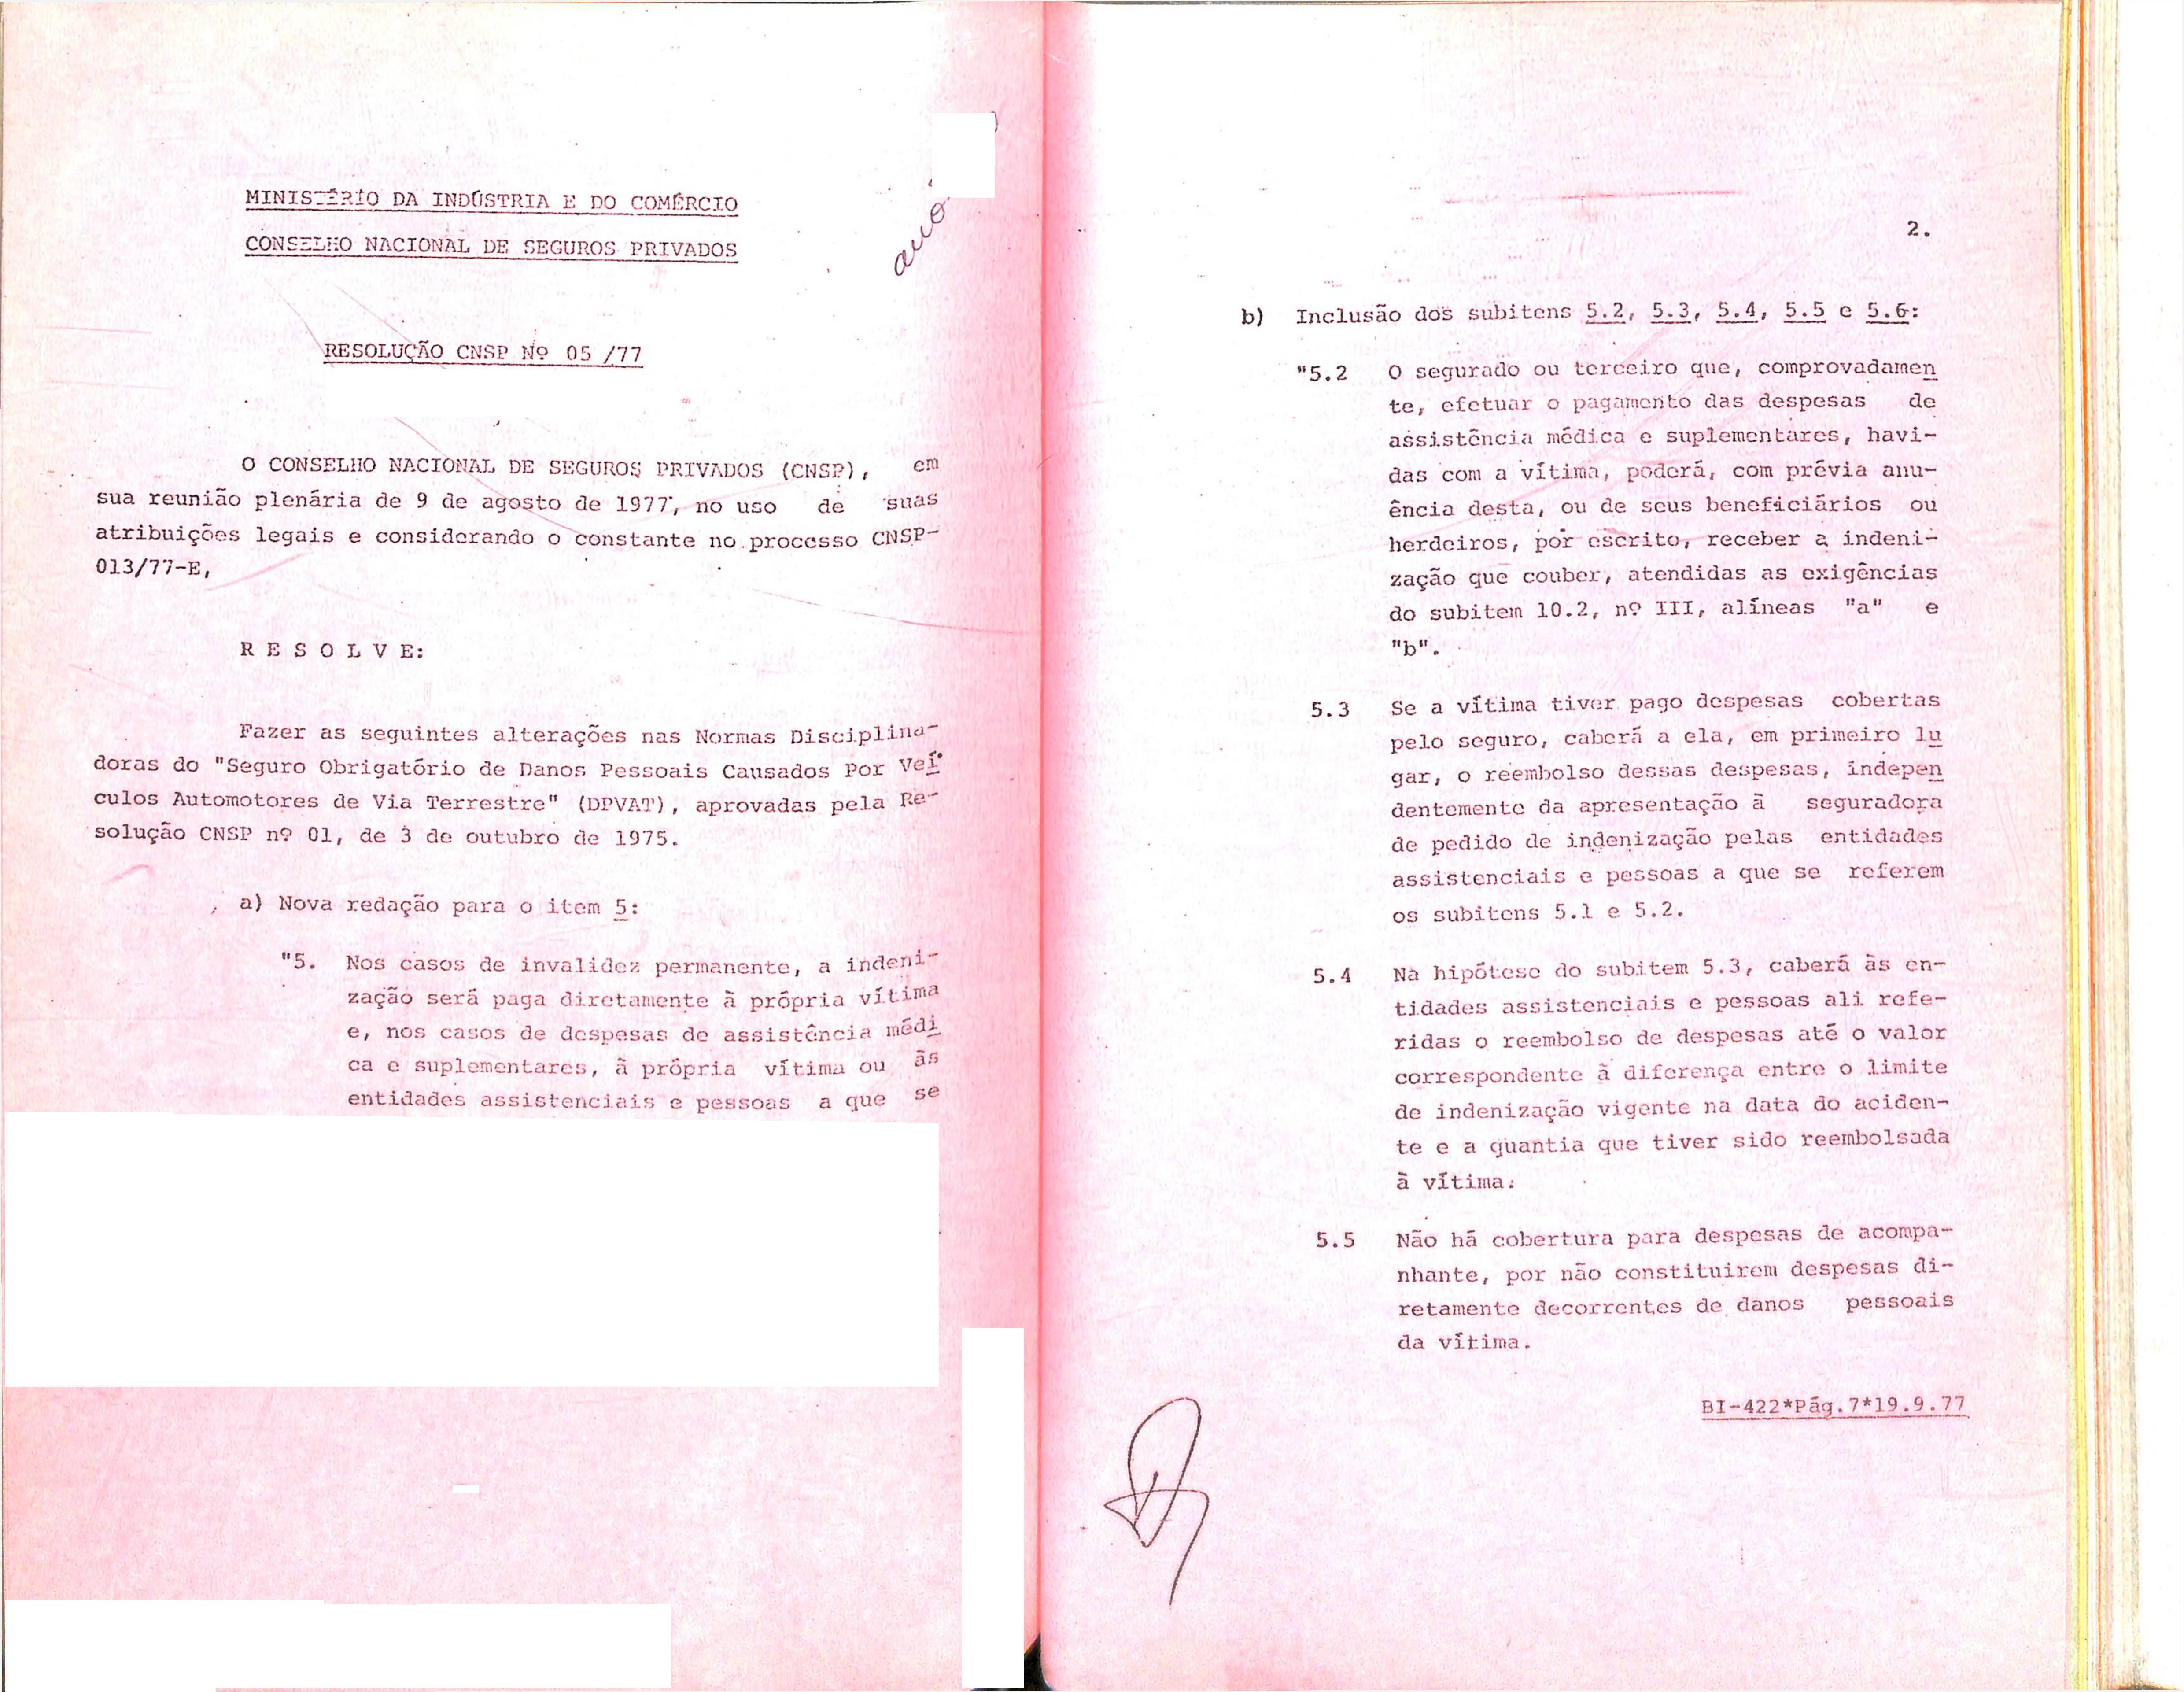 MINISTÉRIO DA INDÚSTRIA E DO COMÉRCIO
CONSELHO NACIONAL DE SEGUROS PRIVADOS
RESOLUÇÃO CNSP Nº 05 /77
O CONSELHO NACIONAL DE SEGUROS PRIVADOS (CNSP), em
sua reunião plenária de 9 de agosto de 1977, no uso de suas
atribuições legais e considerando o constante no processo CNSP-
013/77-E,
R E S O L V E:
Fazer as seguintes alterações nas Normas Disciplina-
doras do "Seguro Obrigatório de Danos Pessoais Causados Por Veí
culos Automotores de Via Terrestre" (DPVAT), aprovadas pela Re-
solução CNSP nº 01, de 3 de outubro de 1975.
a) Nova redação para o item 5:
"5. Nos casos de invalidez permanente, a indeni-
zação será paga diretamente à própria vítima
e, nos casos de despesas de assistência médi
ca e suplementares, à própria vítima ou às
entidades assistenciais e pessoas a que se
2.
b) Inclusão dos subitens 5.2, 5.3, 5.4, 5.5 e 5.6:
"5.2 O segurado ou terceiro que, comprovadamen
te, efetuar o pagamento das despesas de
assistência médica e suplementares, havi-
das com a vítima, poderá, com prévia anu-
ência desta, ou de seus beneficiários ou
herdeiros, por escrito, receber a indeni-
zação que couber, atendidas as exigências
do subitem 10.2, nº III, alíneas "a" e
"b".
5.3 Se a vítima tiver pago despesas cobertas
pelo seguro, caberá a ela, em primeiro lu
gar, o reembolso dessas despesas, indepen
dentemente da apresentação à seguradora
de pedido de indenização pelas entidades
assistenciais e pessoas a que se referem
os subitens 5.1 e 5.2.
5.4 Na hipótese do subitem 5.3, caberá às en-
tidades assistenciais e pessoas ali refe-
ridas o reembolso de despesas até o valor
correspondente à diferença entre o limite
de indenização vigente na data do aciden-
te e a quantia que tiver sido reembolsada
à vítima.
5.5 Não há cobertura para despesas de acompa-
nhante, por não constituirem despesas di-
retamente decorrentes de danos pessoais
da vítima.
BI-422*Pág.7*19.9.77